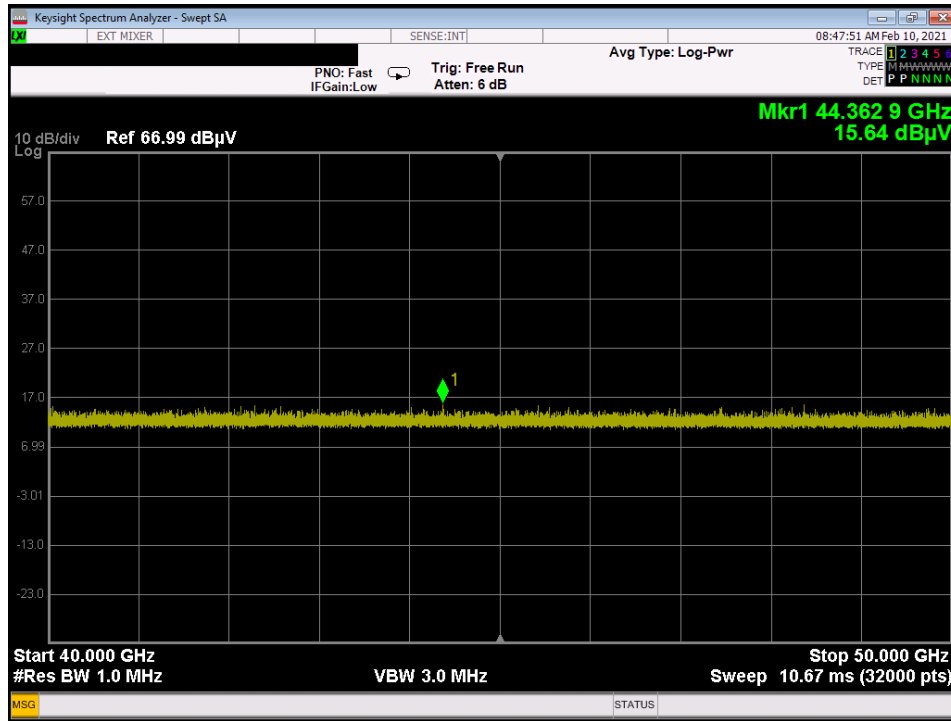 Keysight Spectrum Analyzer - Swept SA
LXI EXT MIXER SENSE:INT 08:47:51 AM Feb 10, 2021
Avg Type: Log-Pwr TRACE 1 2 3 4 5 6
PNO: Fast Trig: Free Run TYPE M M W W W W
IFGain:Low Atten: 6 dB DET P P N N N N
Mkr1 44.362 9 GHz
10 dB/div Ref 66.99 dBµV 15.64 dBµV
Log
57.0
47.0
37.0
27.0
1
17.0
6.99
-3.01
-13.0
-23.0
Start 40.000 GHz Stop 50.000 GHz
#Res BW 1.0 MHz VBW 3.0 MHz Sweep 10.67 ms (32000 pts)
MSG STATUS